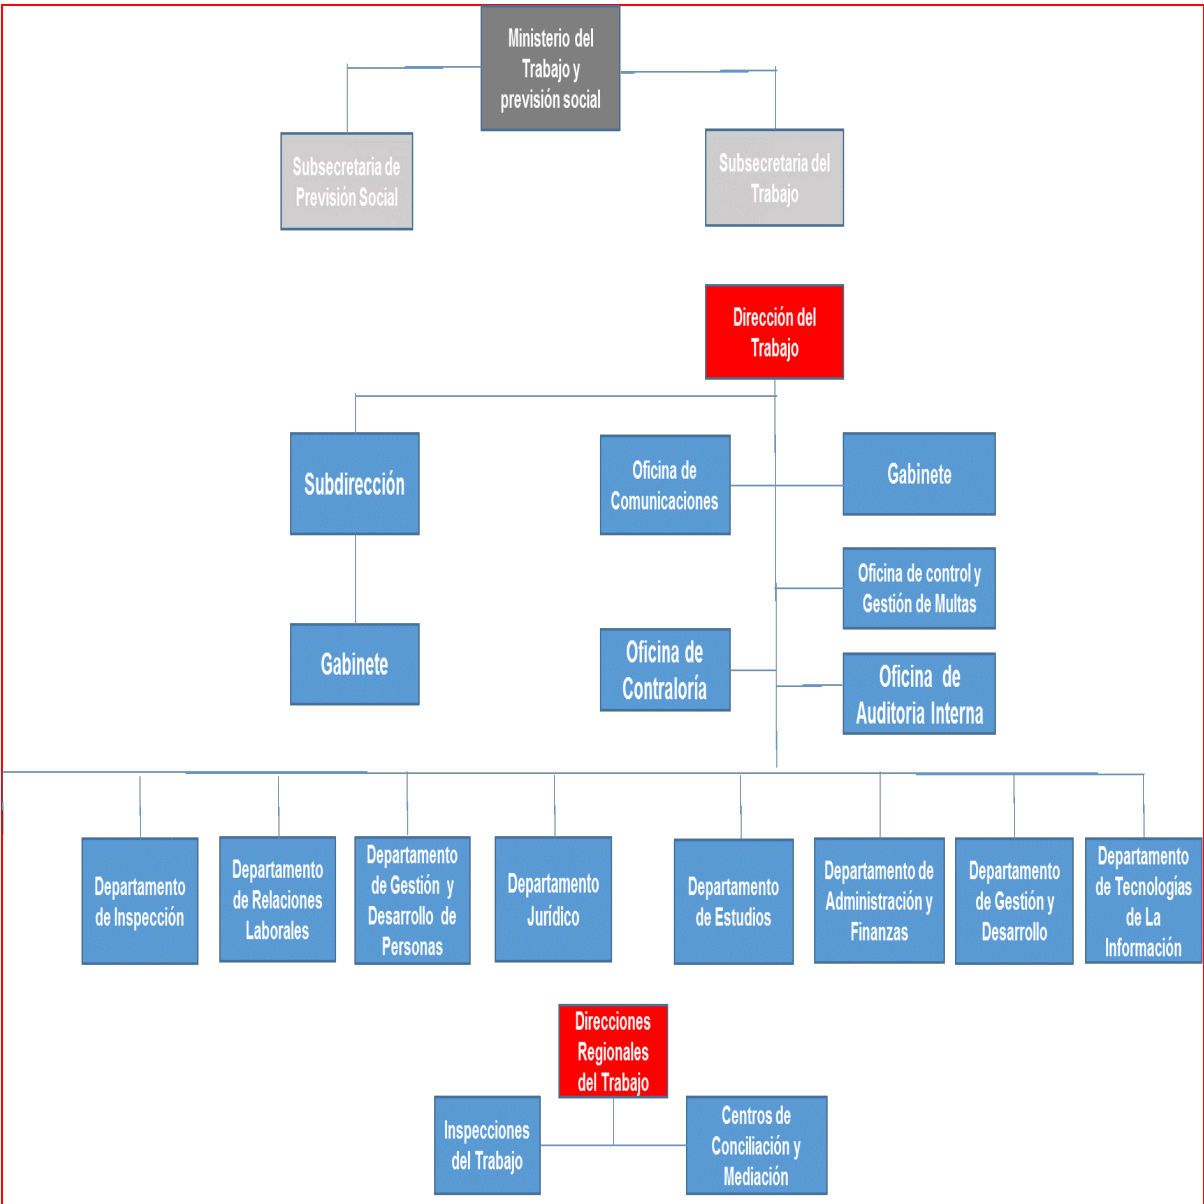 Ministerio del
Trabajo y
previsión social
Subsecretaria de
Previsión Social
Subsecretaria del
Trabajo
Dirección del
Trabajo
Subdirección
Oficina de
Comunicaciones
Gabinete
Oficina de control y
Gestión de Multas
Gabinete
Oficina de
Contraloría
Oficina de
Auditoria Interna
Departamento
de Inspección
Departamento
de Relaciones
Laborales
Departamento
de Gestión y
Desarrollo de
Personas
Departamento
Jurídico
Departamento
de Estudios
Departamento de
Administración y
Finanzas
Departamento
de Gestión y
Desarrollo
Departamento
de Tecnologías
de La
Información
Direcciones
Regionales
del Trabajo
Inspecciones
del Trabajo
Centros de
Conciliación y
Mediación